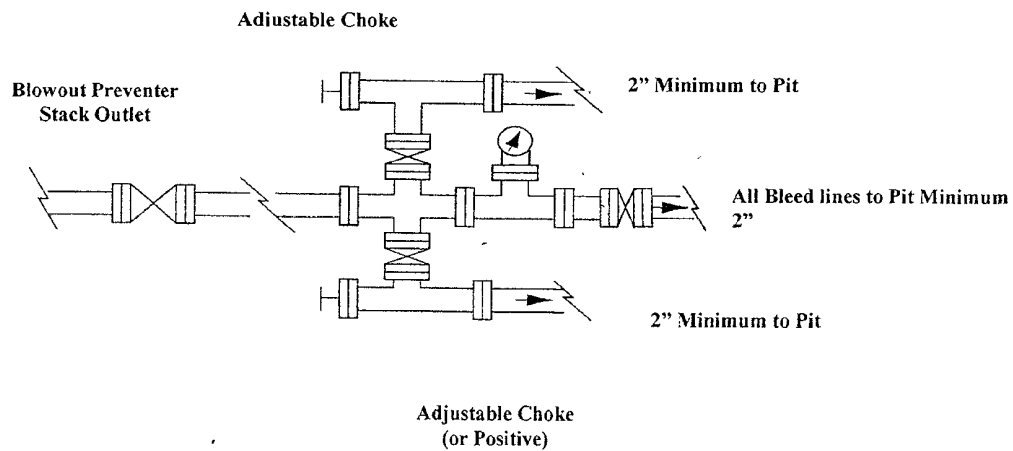 Adjustable Choke
Blowout Preventer
Stack Outlet
2” Minimum to Pit
All Bleed lines to Pit Minimum
2”
2” Minimum to Pit
Adjustable Choke
(or Positive)